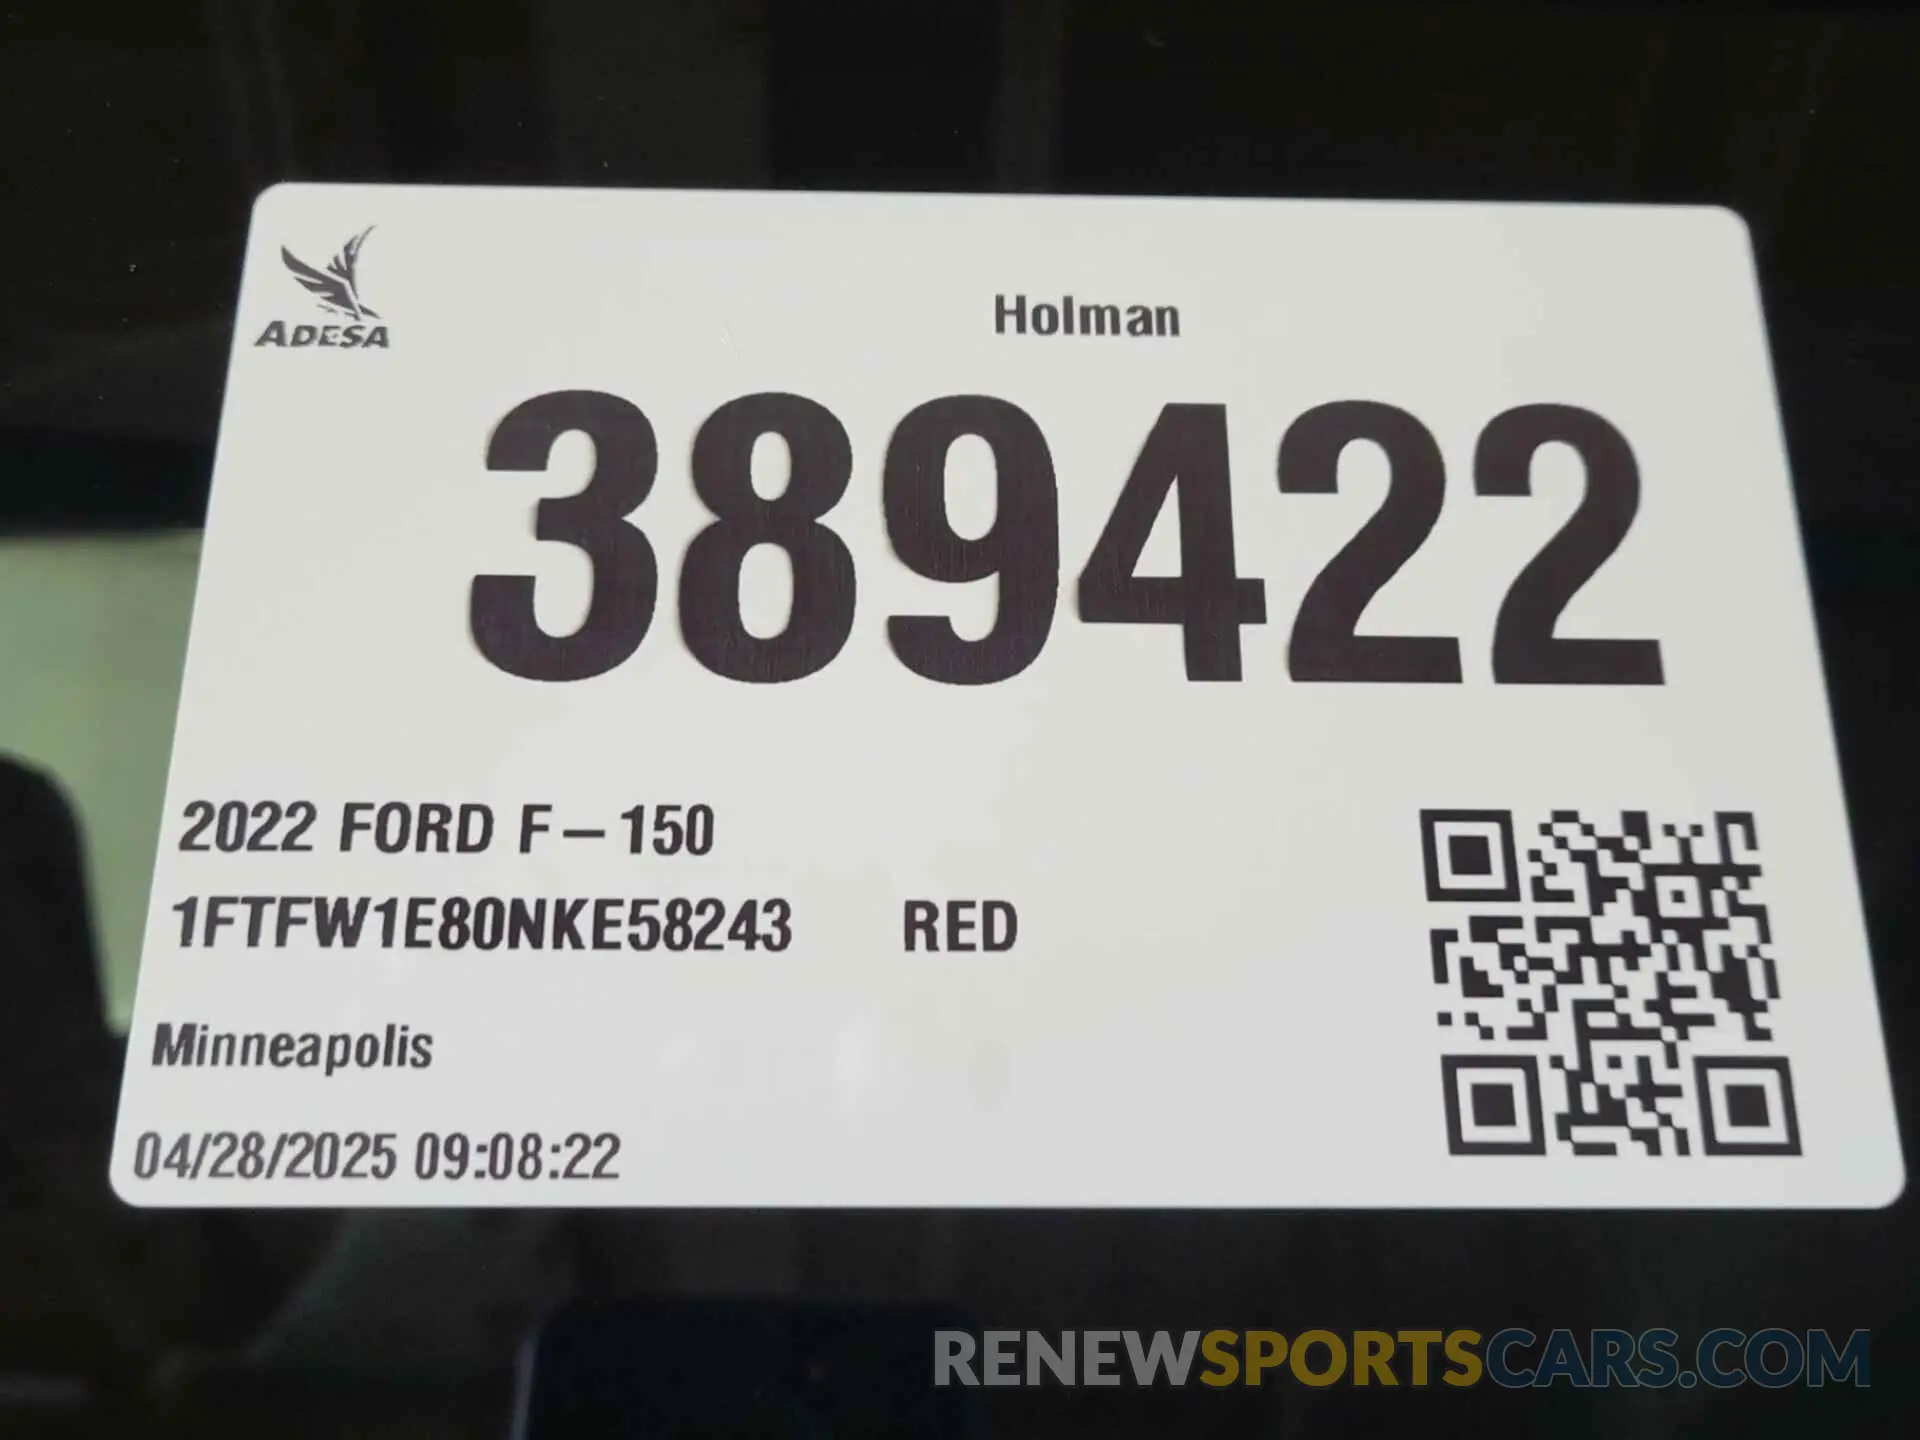 ADESA
Holman
389422
2022 FORD F-150
1FTFW1E80NKE58243 RED
Minneapolis
04/28/2025 09:08:22
RENEWSPORTSCARS.COM